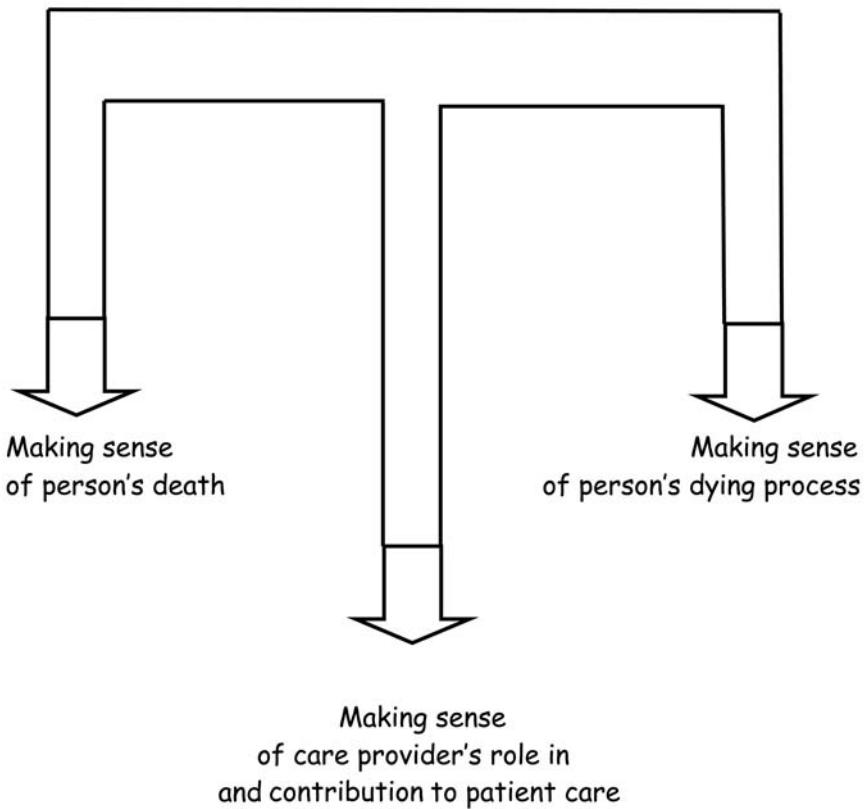 Making sense
of person's death
Making sense
of person's dying process
Making sense
of care provider's role in
and contribution to patient care